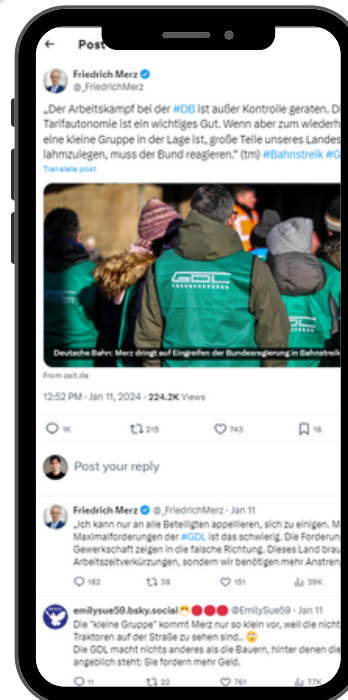 Post
Friedrich Merz
@_FriedrichMerz
„Der Arbeitskampf bei der #DB ist außer Kontrolle geraten. Di
Tarifautonomie ist ein wichtiges Gut. Wenn aber zum wiederh
eine kleine Gruppe in der Lage ist, große Teile unseres Landes
lahmzulegen, muss der Bund reagieren.“ (tm) #Bahnstreik #G
Translate post
GDL
Deutsche Bahn: Merz dringt auf Eingreifen der Bundesregierung in Bahnstreik
From zeit.de
12:52 PM · Jan 11, 2024 · 224.2K Views
1K 215 743 16
Post your reply
Friedrich Merz @_FriedrichMerz · Jan 11
„Ich kann nur an alle Beteiligten appellieren, sich zu einigen. M
Maximalforderungen der #GDL ist das schwierig. Die Forderun
Gewerkschaft zeigen in die falsche Richtung. Dieses Land brau
Arbeitszeitverkürzungen, sondern wir benötigen mehr Anstren
192 38 151 39K
emilysue59.bsky.social @EmilySue59 · Jan 11
Die "kleine Gruppe" kommt Merz nur so klein vor, weil die nicht
Traktoren auf der Straße zu sehen sind..
Die GDL macht nichts anderes als die Bauern, hinter denen die
angeblich steht: Sie fordern mehr Geld.
11 22 761 7.7K